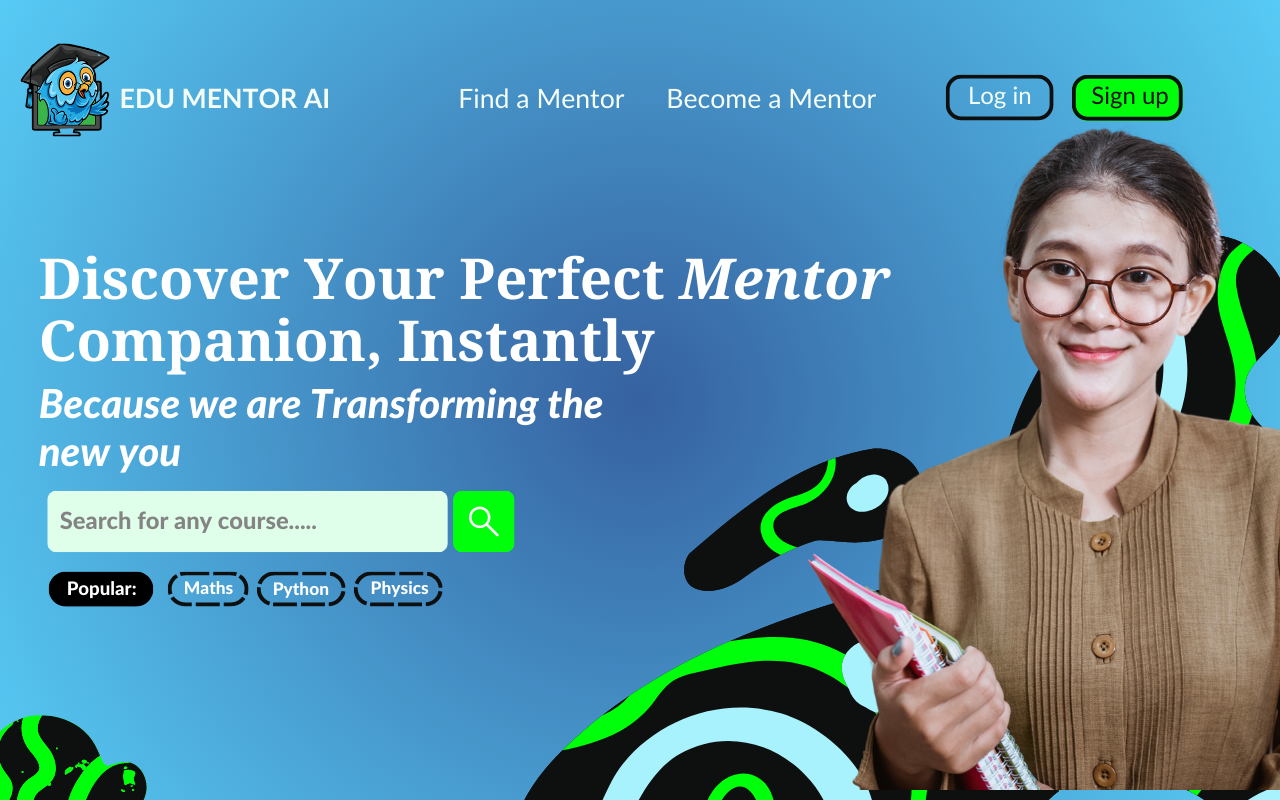 EDU MENTOR AI
Find a Mentor
Become a Mentor
Log in
Sign up
Discover Your Perfect Mentor
Companion, Instantly
Because we are Transforming the
new you
Search for any course.....
Popular:
Maths
Python
Physics